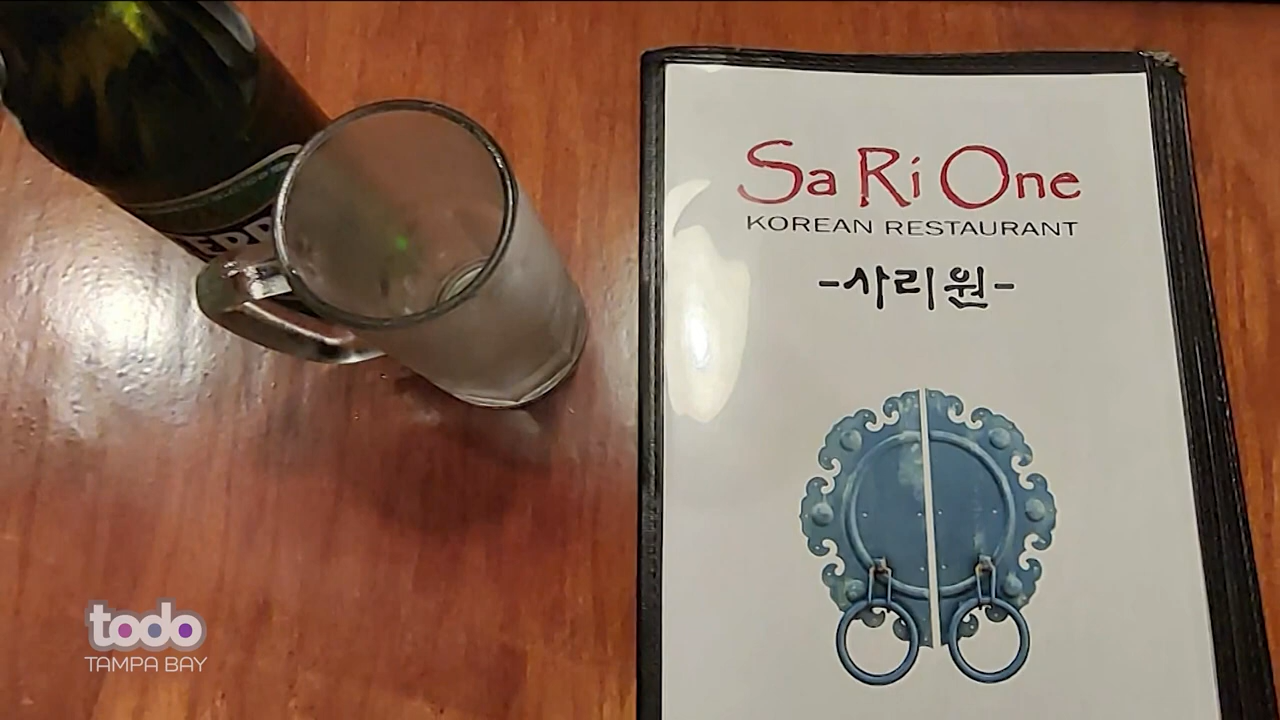 Sa Ri One
KOREAN RESTAURANT
-사리원-
todo
TAMPA BAY